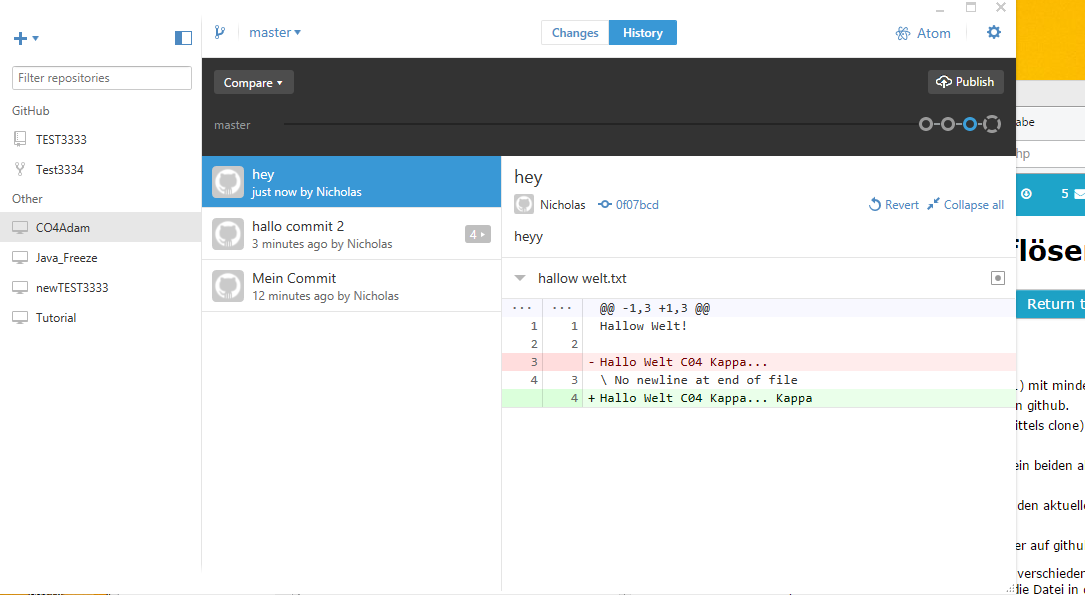 master
Changes
History
Atom
Filter repositories
GitHub
TEST3333
Test3334
Other
CO4Adam
Java_Freeze
newTEST3333
Tutorial
Compare
Publish
master
hey
just now by Nicholas
hallo commit 2
3 minutes ago by Nicholas
4
Mein Commit
12 minutes ago by Nicholas
hey
Nicholas
0f07bcd
Revert
Collapse all
heyy
hallow welt.txt
... ... @@ -1,3 +1,3 @@
1 1 Hallow Welt!
2 2
3 - Hallo Welt C04 Kappa...
4 3 \ No newline at end of file
4 + Hallo Welt C04 Kappa... Kappa
abe
hp
5
flöse
Return t
.) mit minde
n github.
ittels clone)
ein beiden a
den aktuelle
er auf githu
verschieden
die Datei in